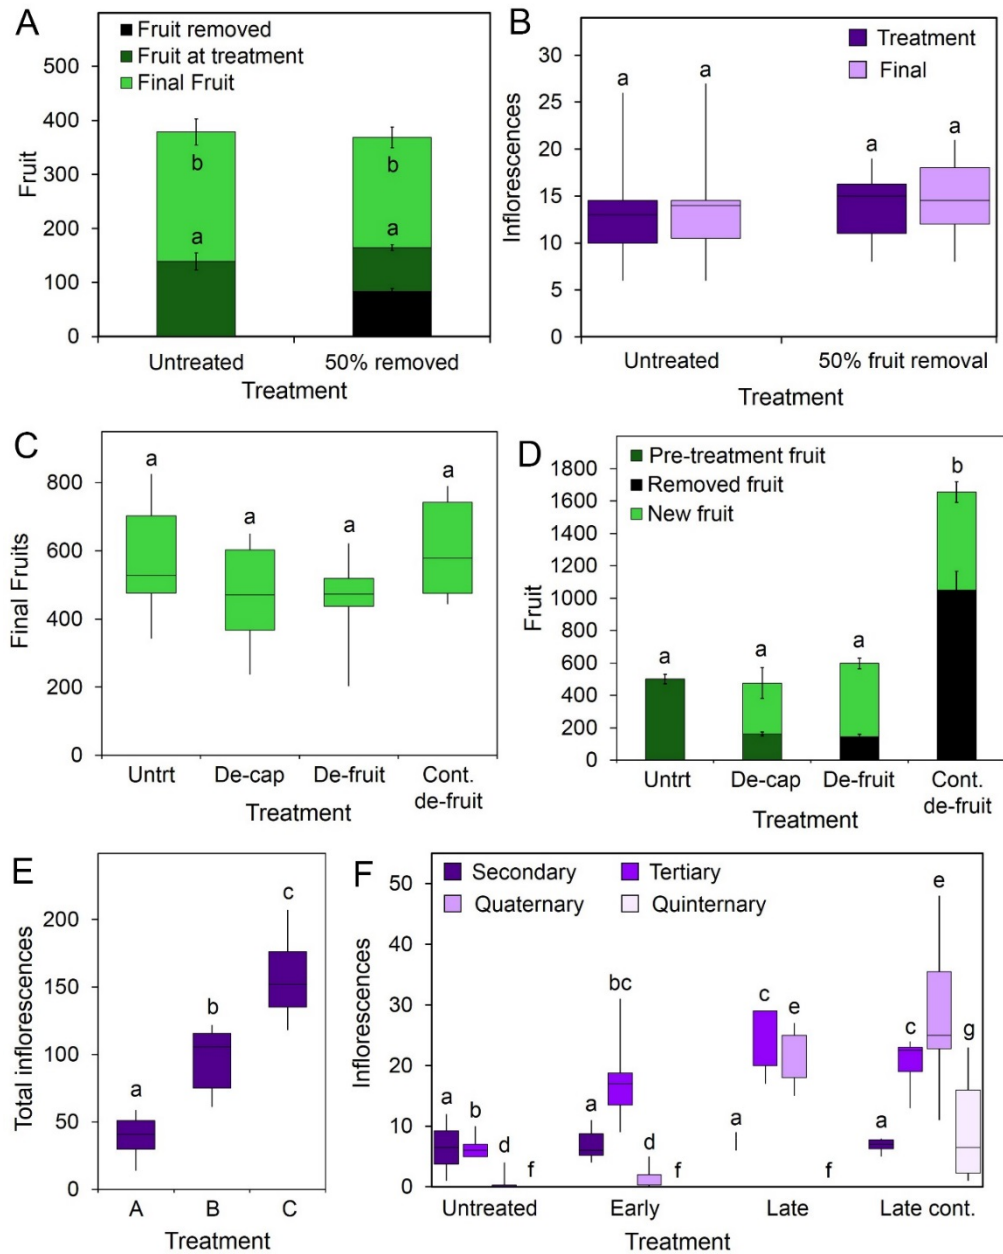 A
Fruit removed
Fruit at treatment
Final Fruit
500
400
300
200
100
0
Fruit
b
a
b
a
Untreated
50% removed
Treatment
B
Treatment
Final
30
25
20
15
10
5
0
Inflorescences
a
a
a
a
Untreated
50% fruit removal
Treatment
C
800
600
400
200
0
Final Fruits
a
a
a
a
Untrt
De-cap
De-fruit
Cont.
de-fruit
Treatment
D
Pre-treatment fruit
Removed fruit
New fruit
1800
1600
1400
1200
1000
800
600
400
200
0
Fruit
a
a
a
b
Untrt
De-cap
De-fruit
Cont.
de-fruit
Treatment
E
200
150
100
50
0
Total inflorescences
a
b
c
A
B
C
Treatment
F
Secondary
Tertiary
Quaternary
Quinternary
50
40
30
20
10
0
Inflorescences
a
b
d
f
a
bc
d
f
a
c
e
f
a
c
e
g
Untreated
Early
Late
Late cont.
Treatment